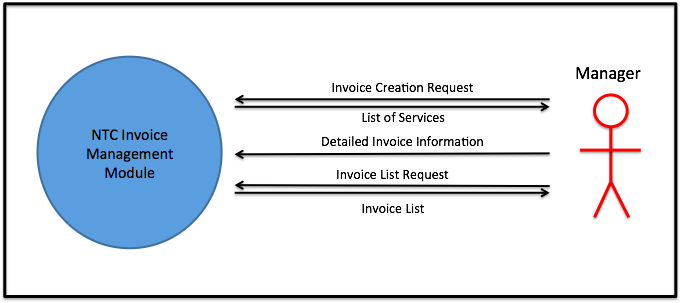 Manager
Invoice Creation Request
List of Services
NTC Invoice
Management
Module
Detailed Invoice Information
Invoice List Request
Invoice List